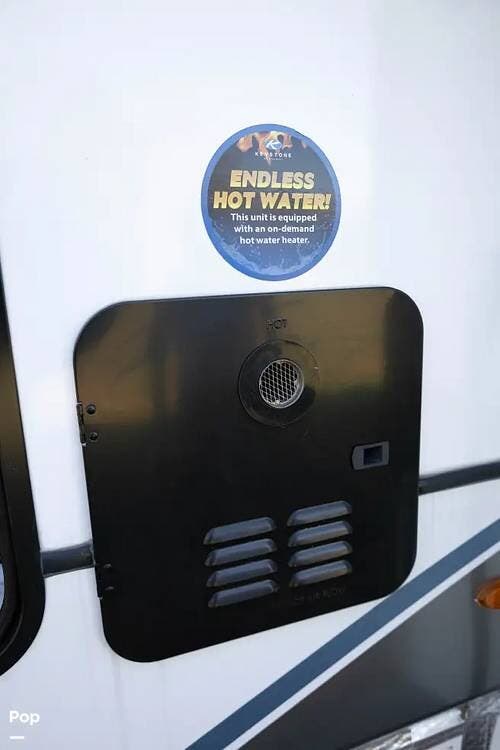 KEYSTONE
ENDLESS
HOT WATER!
This unit is equipped
with an on-demand
hot water heater.
HOT
Pop